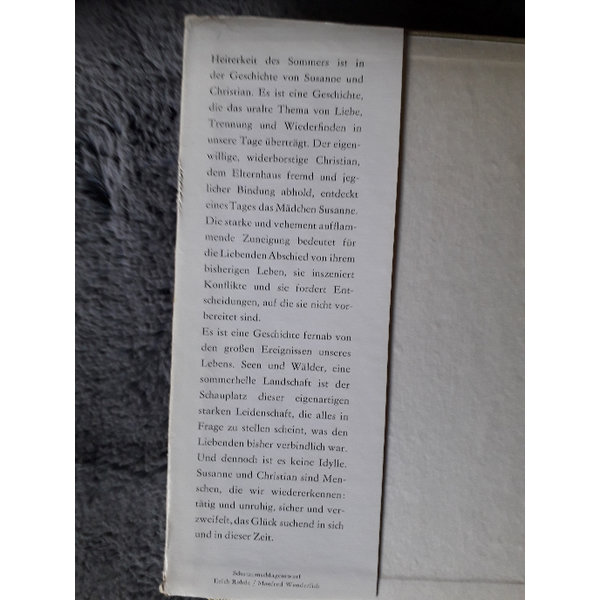 Heiterkeit des Sommers ist in
der Geschichte von Susanne und
Christian. Es ist eine Geschichte,
die das uralte Thema von Liebe,
Trennung und Wiederfinden in
unsere Tage überträgt. Der eigen-
willige, widerborstige Christian,
dem Elternhaus fremd und jeg-
licher Bindung abhold, entdeckt
eines Tages das Mädchen Susanne.
Die starke und vehement aufflam-
mende Zuneigung bedeutet für
die Liebenden Abschied von ihrem
bisherigen Leben, sie inszeniert
Konflikte und sie fordert Ent-
scheidungen, auf die sie nicht vor-
bereitet sind.
Es ist eine Geschichte fernab von
den großen Ereignissen unseres
Lebens. Seen und Wälder, eine
sommerhelle Landschaft ist der
Schauplatz dieser eigenartigen
starken Leidenschaft, die alles in
Frage zu stellen scheint, was den
Liebenden bisher verbindlich war.
Und dennoch ist es keine Idylle.
Susanne und Christian sind Men-
schen, die wir wiedererkennen:
tätig und unruhig, sicher und ver-
zweifelt, das Glück suchend in sich
und in dieser Zeit.
Schutzumschlagentwurf
Erich Rohde / Manfred Wunderlich